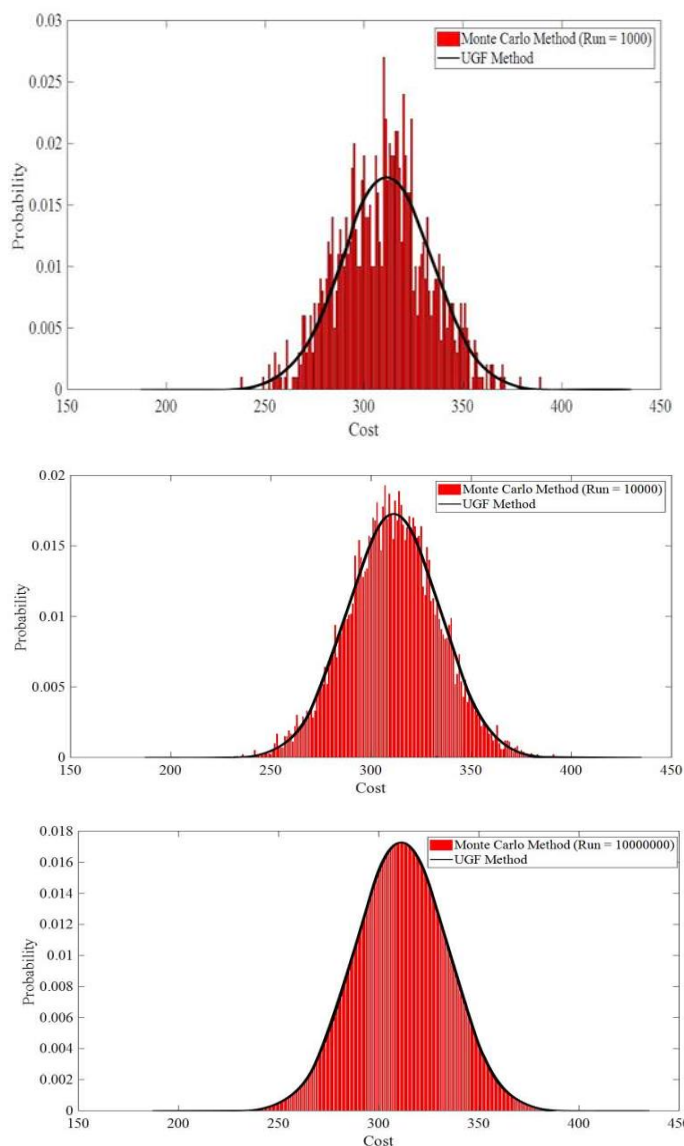 0.03
Monte Carlo Method (Run = 1000)
UGF Method
0.025
0.02
0.015
0.01
0.005
0
Probability
150 200 250 300 350 400 450
Cost
0.02
Monte Carlo Method (Run = 10000)
UGF Method
0.015
0.01
0.005
0
Probability
150 200 250 300 350 400 450
Cost
0.018
Monte Carlo Method (Run = 10000000)
UGF Method
0.016
0.014
0.012
0.01
0.008
0.006
0.004
0.002
0
Probability
150 200 250 300 350 400 450
Cost